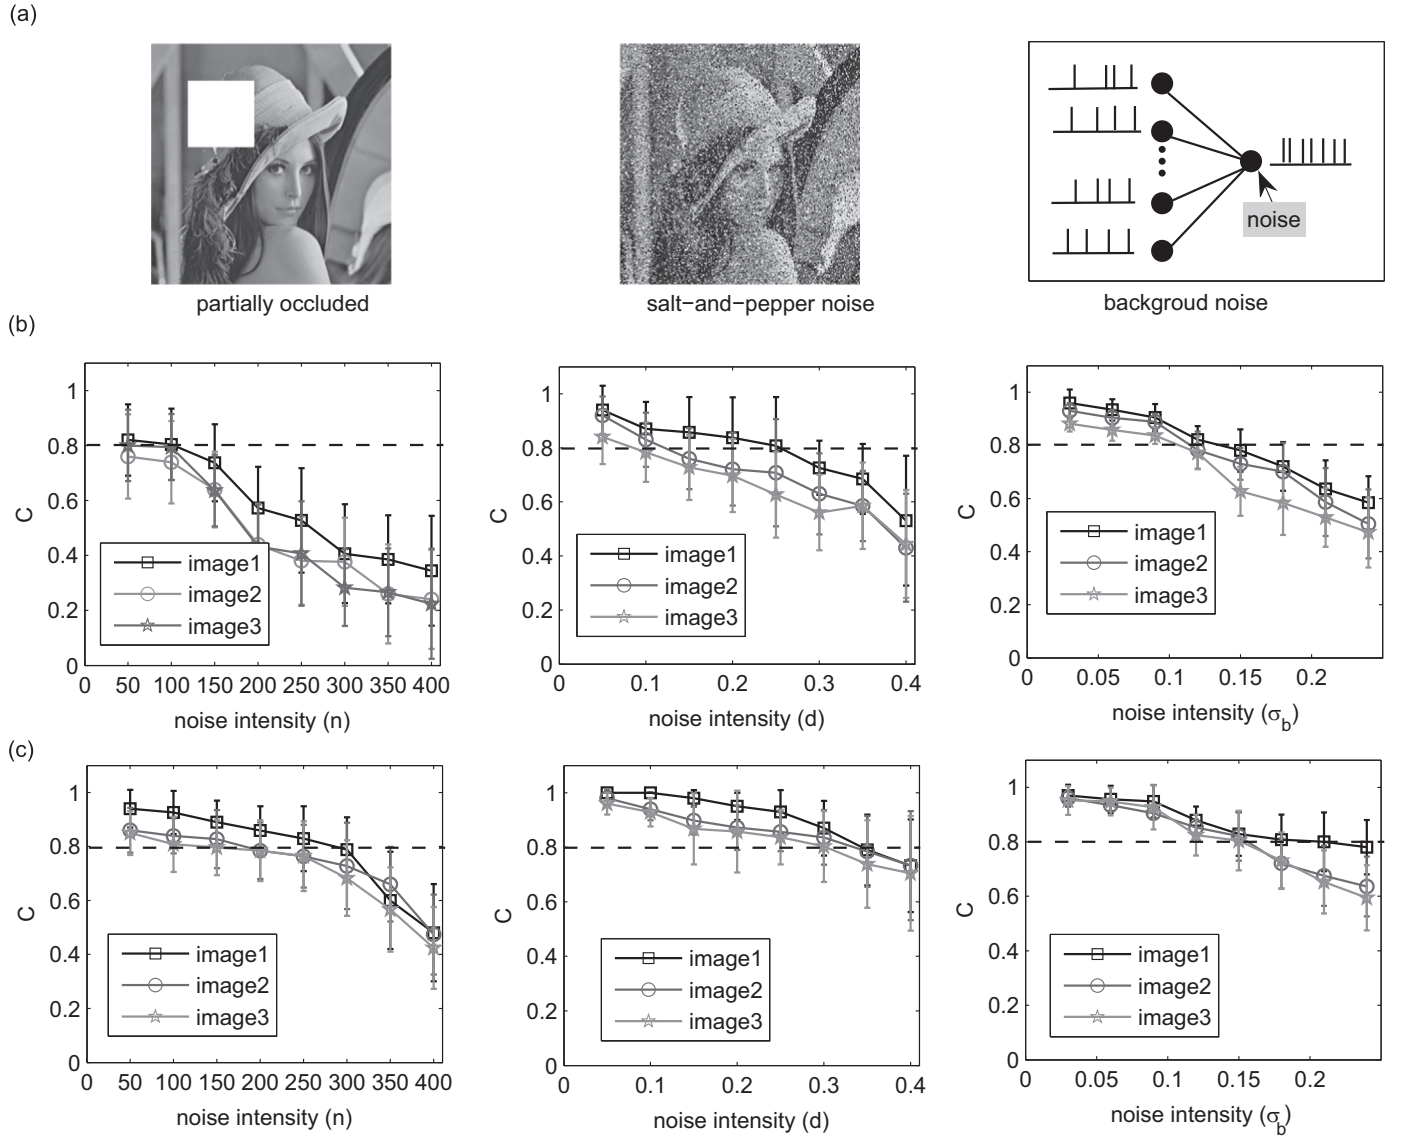 (a)
partially occluded
salt−and−pepper noise
noise
backgroud noise
(b)
C
1
0.8
0.6
0.4
0.2
0
0 50 100 150 200 250 300 350 400
noise intensity (n)
image1
image2
image3
C
1
0.8
0.6
0.4
0.2
0
0 0.1 0.2 0.3 0.4
noise intensity (d)
image1
image2
image3
C
1
0.8
0.6
0.4
0.2
0
0 0.05 0.1 0.15 0.2
noise intensity (σb)
image1
image2
image3
(c)
C
1
0.8
0.6
0.4
0.2
0
0 50 100 150 200 250 300 350 400
noise intensity (n)
image1
image2
image3
C
1
0.8
0.6
0.4
0.2
0
0 0.1 0.2 0.3 0.4
noise intensity (d)
image1
image2
image3
C
1
0.8
0.6
0.4
0.2
0
0 0.05 0.1 0.15 0.2
noise intensity (σb)
image1
image2
image3